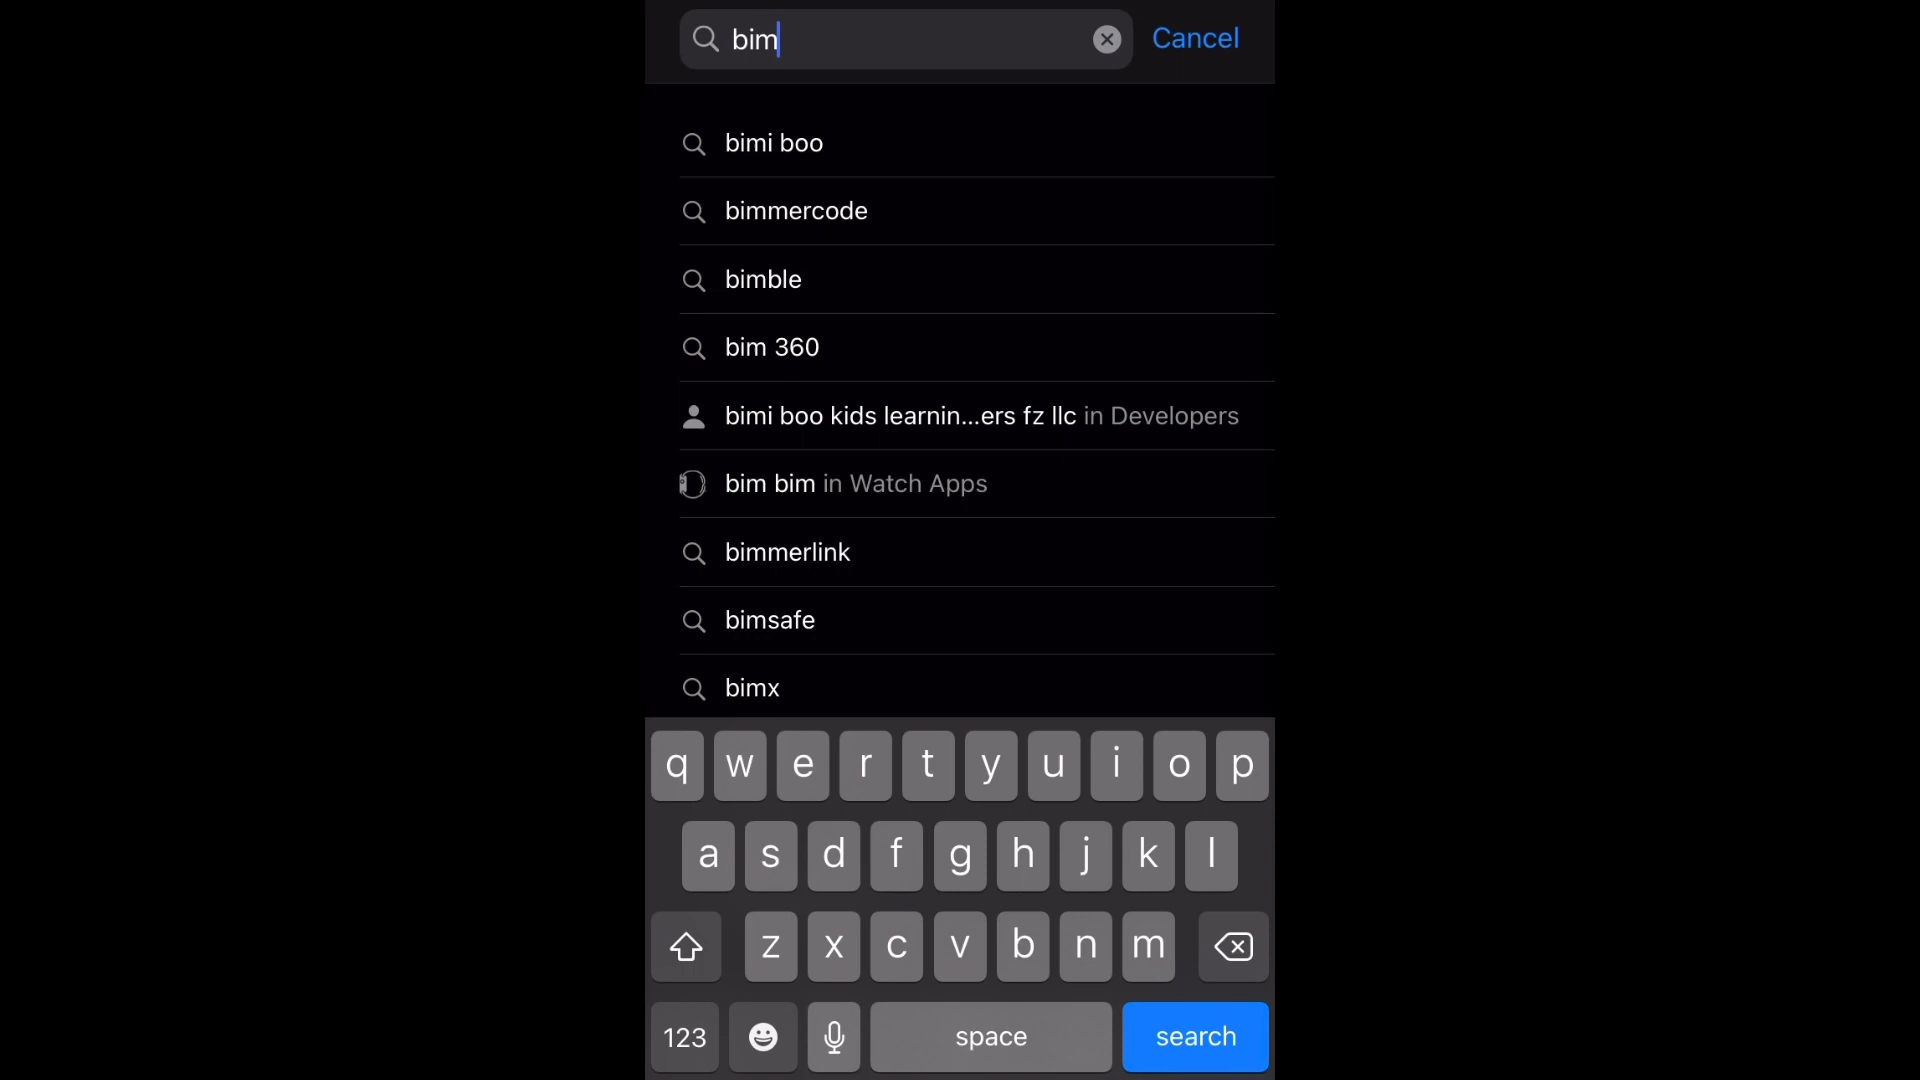 bim
Cancel
bimi boo
bimmercode
bimble
bim 360
bimi boo kids learnin...ers fz llc in Developers
bim bim in Watch Apps
bimmerlink
bimsafe
bimx
q w e r t y u i o p
a s d f g h j k l
z x c v b n m
123 space search